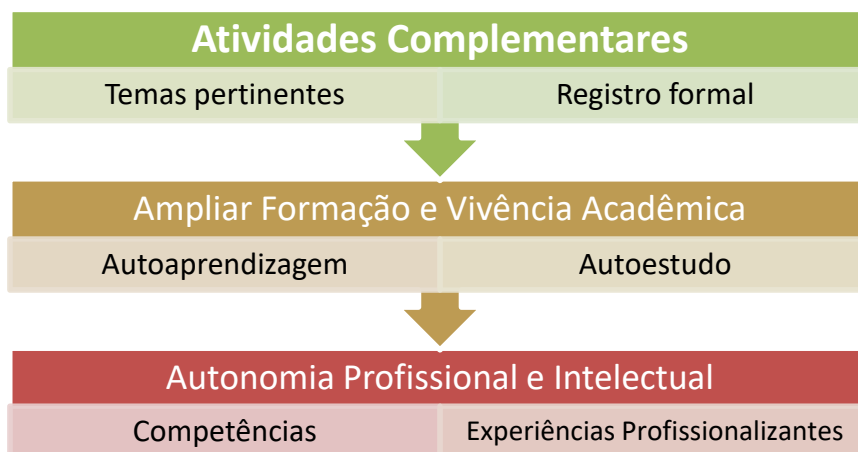 Atividades Complementares
Temas pertinentes
Registro formal
Ampliar Formação e Vivência Acadêmica
Autoaprendizagem
Autoestudo
Autonomia Profissional e Intelectual
Competências
Experiências Profissionalizantes